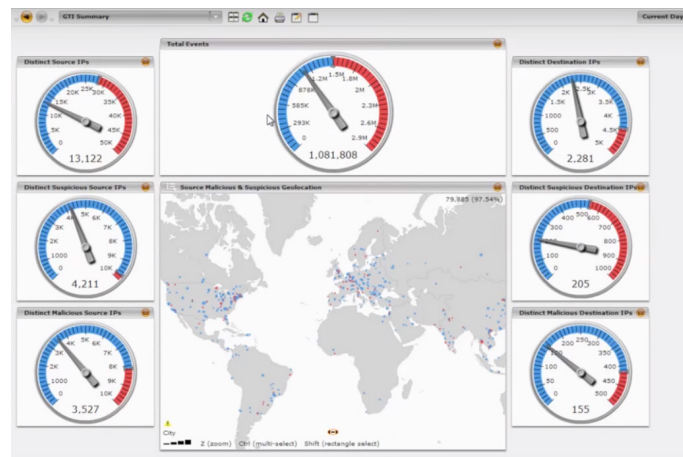 GTI Summary
Current Day
Distinct Source IPs
0
5K
10K
15K
20K
25K
30K
35K
40K
45K
50K
13,122
Total Events
0
293K
585K
878K
1.2M
1.5M
1.8M
2M
2.3M
2.6M
2.9M
1,081,808
Distinct Destination IPs
0
500
1000
1.5K
2K
2.5K
3K
3.5K
4K
4.5K
5K
2,281
Distinct Suspicious Source IPs
0
1000
2K
3K
4K
5K
6K
7K
8K
9K
10K
4,211
Source Malicious & Suspicious Geolocation
79,885 (97.54%)
City
Z (zoom) Ctrl (multi-select) Shift (rectangle select)
Distinct Suspicious Destination IPs
0
100
300
400
500
600
700
800
900
1000
205
Distinct Malicious Source IPs
0
1000
2K
3K
4K
5K
6K
7K
8K
9K
10K
3,527
Distinct Malicious Destination IPs
0
50
100
150
200
250
300
350
400
450
500
155